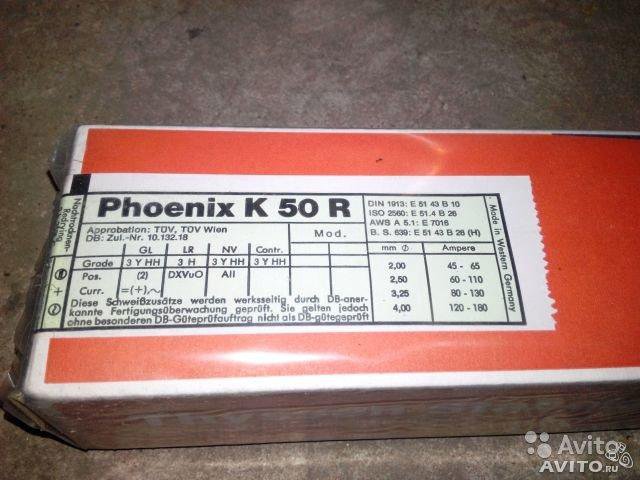 Nachtrocknen-
Redrying
Phoenix K 50 R
Approbation: TÜV, TÜV Wien
DB: Zul.-Nr. 10.132.18
Mod.
GL LR NV Contr.
Grade 3 Y HH 3 H 3 Y HH 3 Y HH
Pos. (2) DXVuO All
Curr. =(+),~
Diese Schweißzusätze werden werksseitig durch DB-aner-
kannte Fertigungsüberwachung geprüft. Sie gelten jedoch
ohne besonderen DB-Güteprüfauftrag nicht als DB-gütegeprüft
DIN 1913: E 51 43 B 10
ISO 2560: E 51.4 B 26
AWS A 5.1: E 7016
B. S. 639: E 51 43 B 26 (H)
mm Ø Ampere
2,00 45 - 65
2,50 60 - 110
3,25 80 - 130
4,00 120 - 180
Made in Western Germany
Avito
AVITO.ru